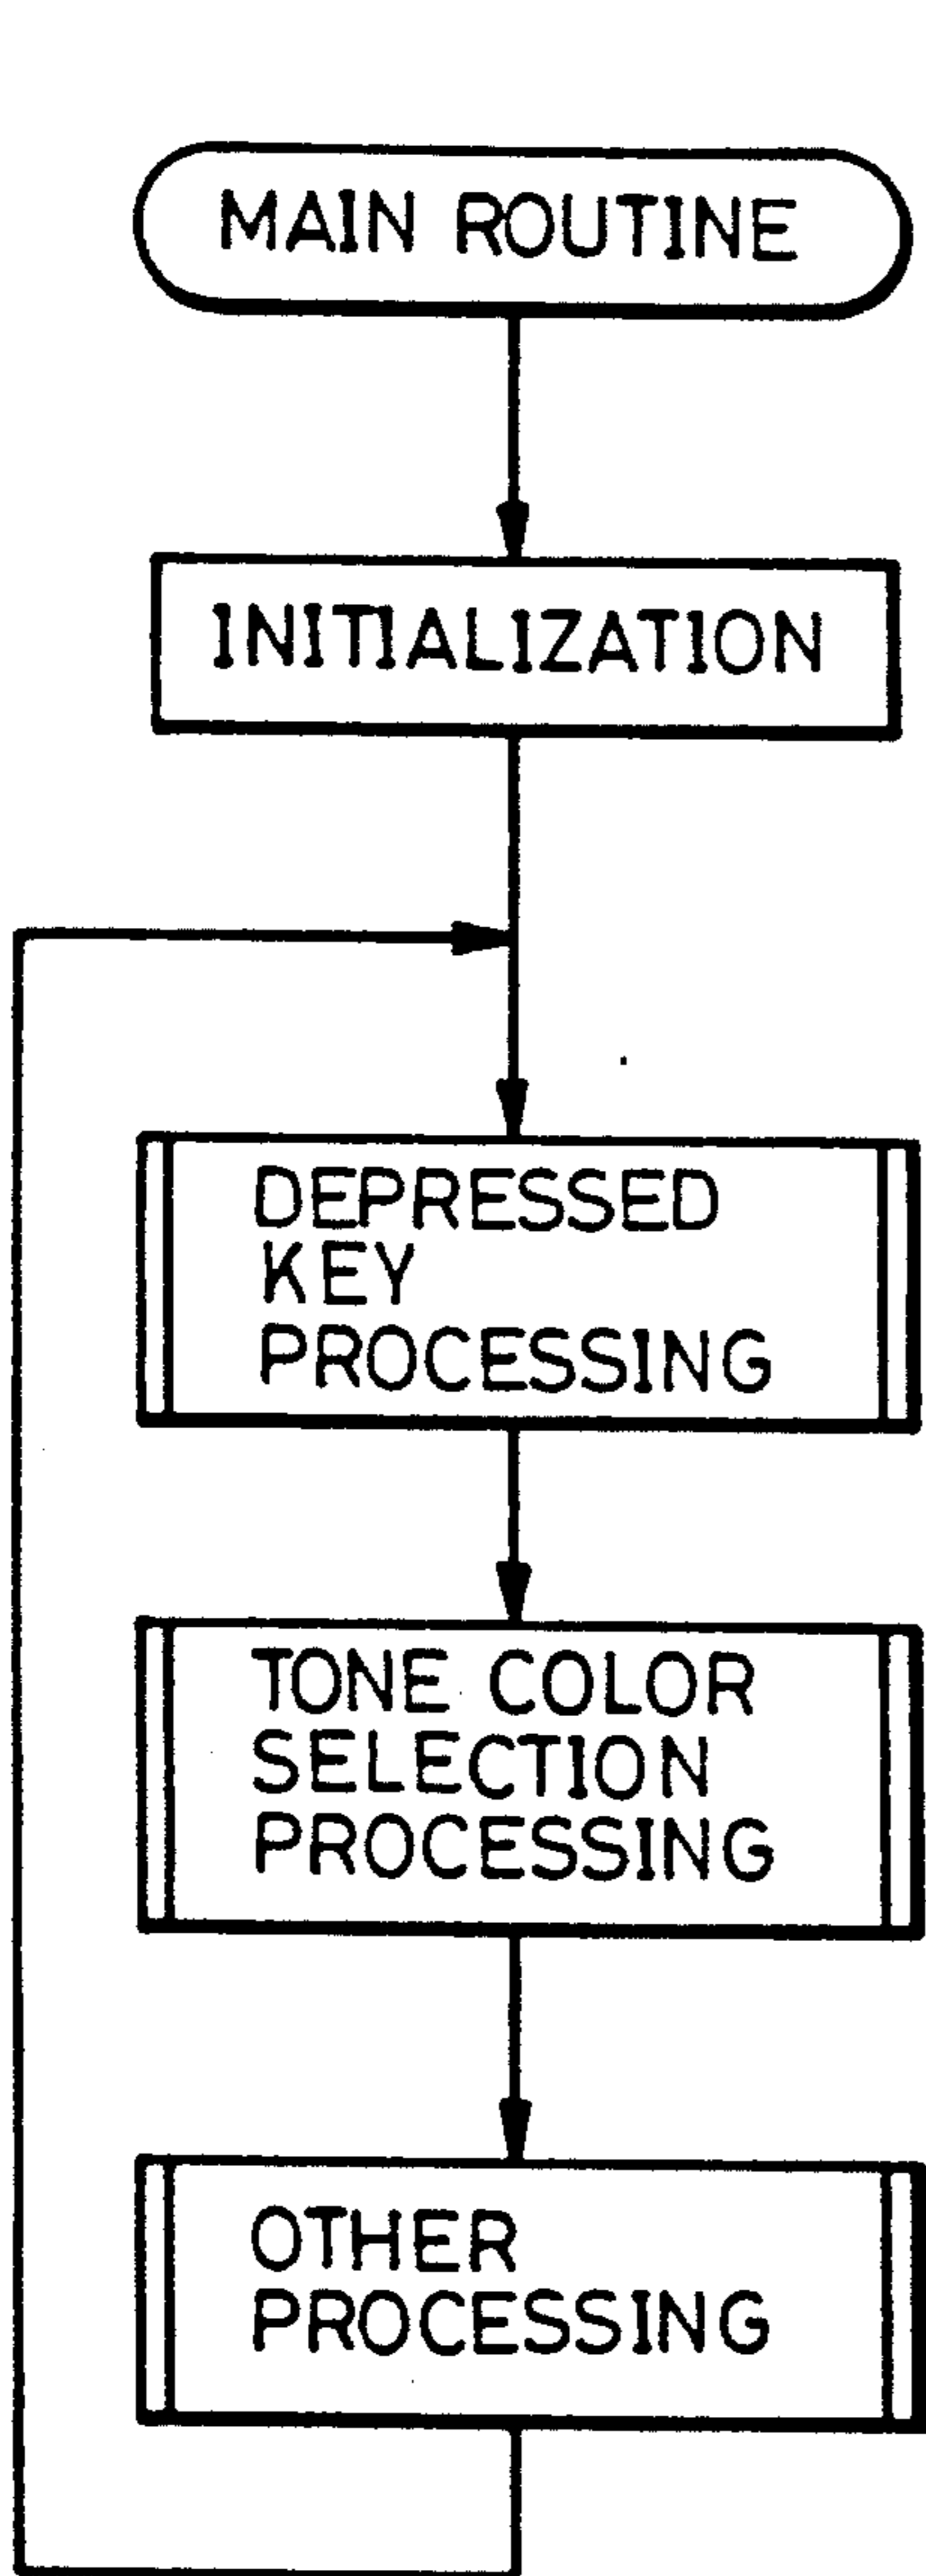 MAIN ROUTINE
INITIALIZATION
DEPRESSED
KEY
PROCESSING
TONE COLOR
SELECTION
PROCESSING
OTHER
PROCESSING